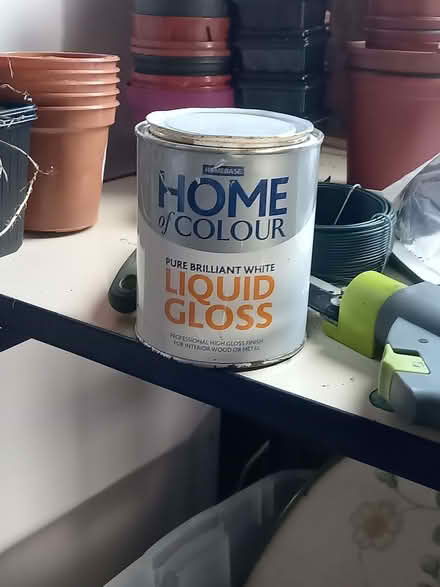 HOMEBASE
HOME
of COLOUR
PURE BRILLIANT WHITE
LIQUID
GLOSS
PROFESSIONAL HIGH GLOSS FINISH
FOR INTERIOR WOOD OR METAL